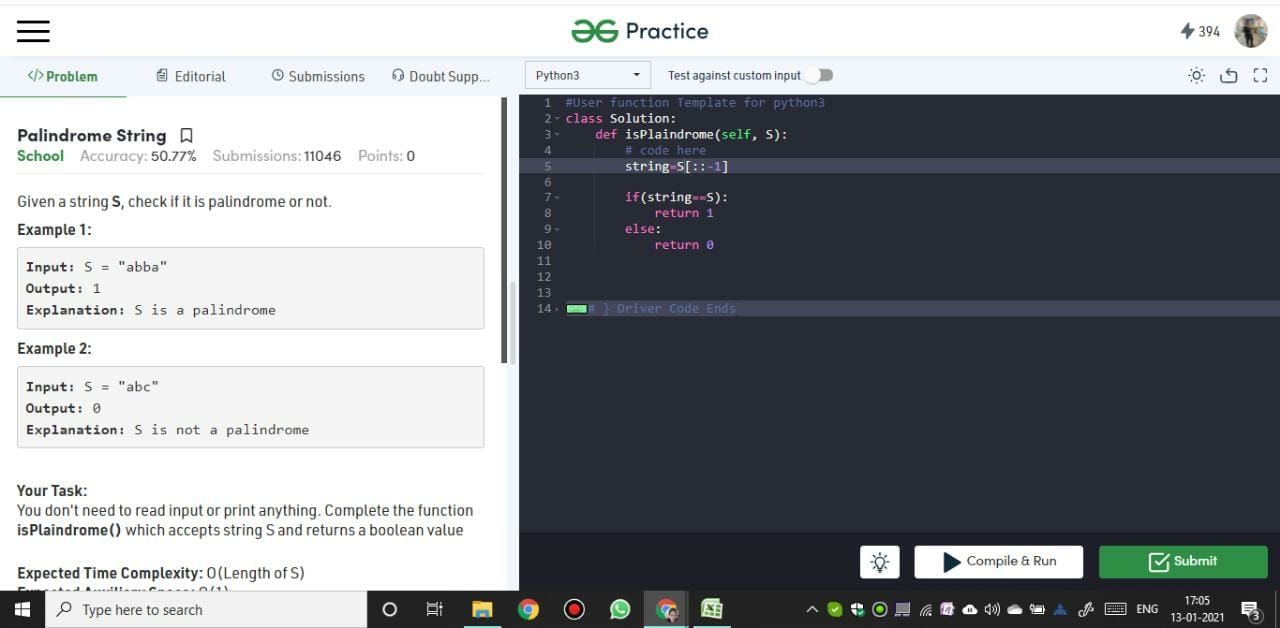 Practice
394
</> Problem
Editorial
Submissions
Doubt Supp...
Python3
Test against custom input
Palindrome String
School Accuracy: 50.77% Submissions: 11046 Points: 0
Given a string S, check if it is palindrome or not.
Example 1:
Input: S = "abba"
Output: 1
Explanation: S is a palindrome
Example 2:
Input: S = "abc"
Output: 0
Explanation: S is not a palindrome
Your Task:
You don't need to read input or print anything. Complete the function
isPlaindrome() which accepts string S and returns a boolean value
Expected Time Complexity: O(Length of S)
1 #User function Template for python3
2 class Solution:
3 def isPlaindrome(self, S):
4 # code here
5 string=S[::-1]
6
7 if(string==S):
8 return 1
9 else:
10 return 0
11
12
13
14 # } Driver Code Ends
Compile & Run
Submit
Type here to search
ENG
17:05
13-01-2021
3